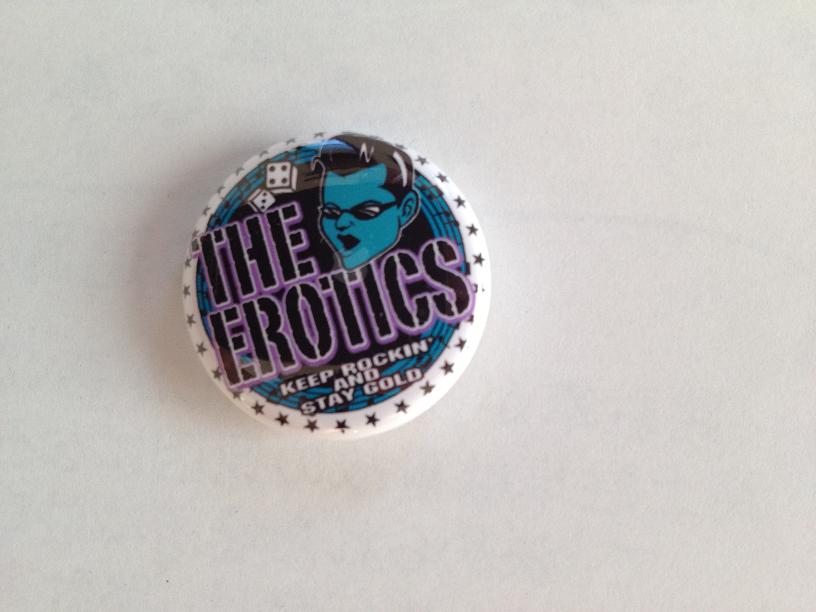 THE
EROTICS
KEEP ROCKIN'
AND
STAY GOLD